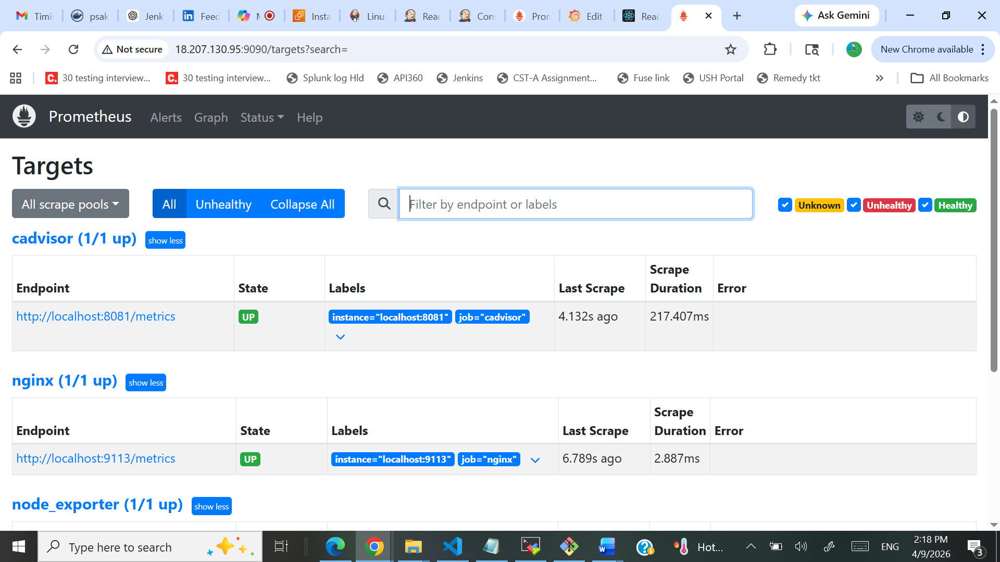 Timi
psak
Jenk
Feed
Insta
Linu
Reac
Con
Pron
Edit
Reac
Ask Gemini
Not secure
18.207.130.95:9090/targets?search=
New Chrome available
30 testing interview...
30 testing interview...
Splunk log Hld
API360
Jenkins
CST-A Assignment...
Fuse link
USH Portal
Remedy tkt
All Bookmarks
Prometheus
Alerts
Graph
Status
Help
Targets
All scrape pools
All
Unhealthy
Collapse All
Filter by endpoint or labels
Unknown
Unhealthy
Healthy
cadvisor (1/1 up)
show less
Endpoint
State
Labels
Last Scrape
Scrape
Duration
Error
http://localhost:8081/metrics
UP
instance="localhost:8081"
job="cadvisor"
4.132s ago
217.407ms
nginx (1/1 up)
show less
Endpoint
State
Labels
Last Scrape
Scrape
Duration
Error
http://localhost:9113/metrics
UP
instance="localhost:9113"
job="nginx"
6.789s ago
2.887ms
node_exporter (1/1 up)
show less
Type here to search
Hot...
ENG
2:18 PM
4/9/2026
3